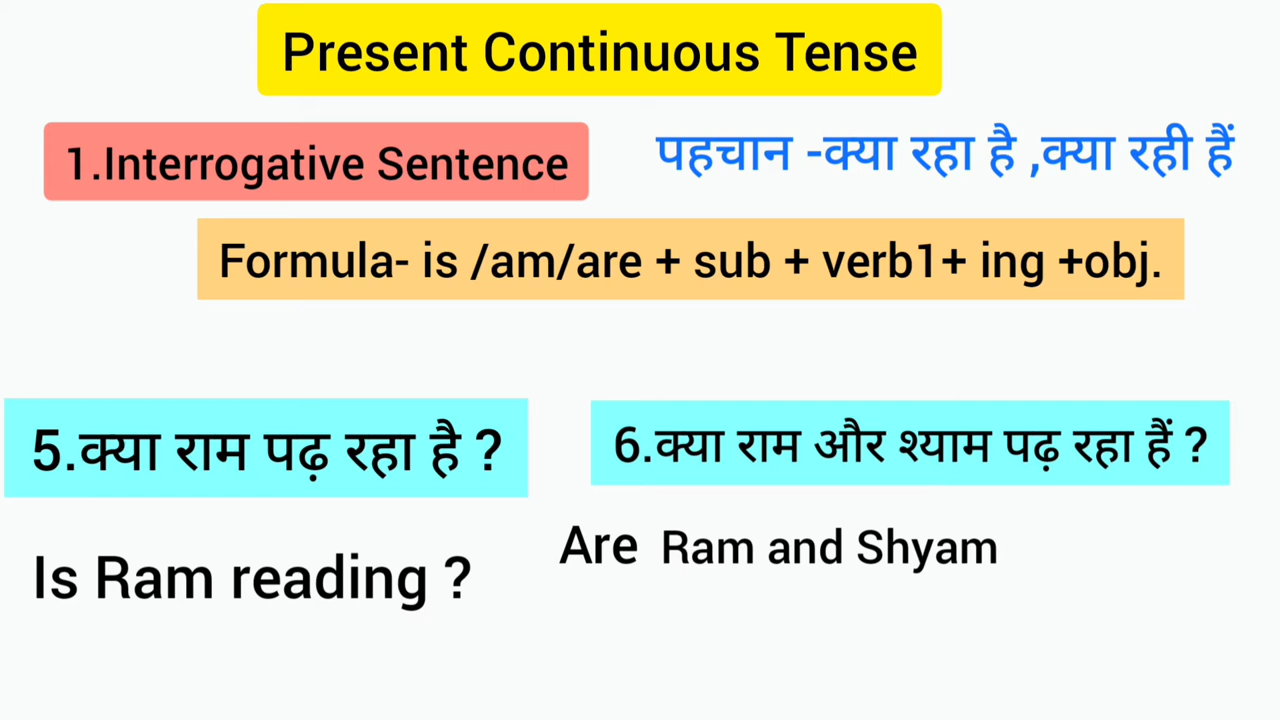 Present Continuous Tense
1.Interrogative Sentence
पहचान -क्या रहा है ,क्या रही हैं
Formula- is /am/are + sub + verb1+ ing +obj.
5.क्या राम पढ़ रहा है ?
6.क्या राम और श्याम पढ़ रहा हैं ?
Is Ram reading ?
Are Ram and Shyam